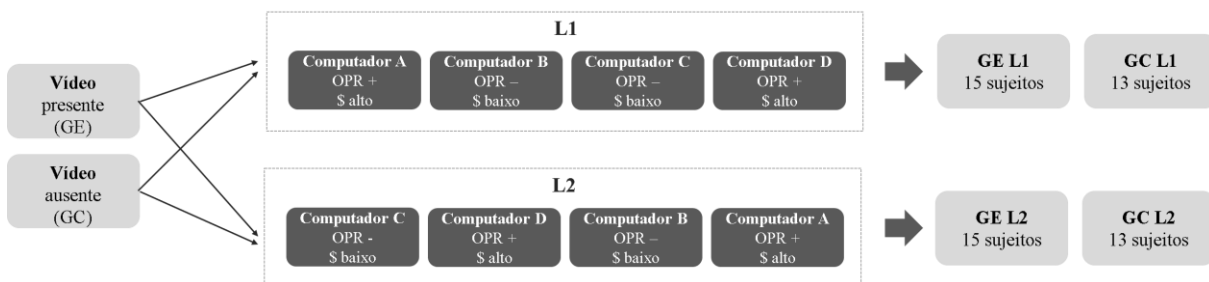 Vídeo
presente
(GE)
Vídeo
ausente
(GC)
L1
Computador A
OPR +
$ alto
Computador B
OPR –
$ baixo
Computador C
OPR –
$ baixo
Computador D
OPR +
$ alto
GE L1
15 sujeitos
GC L1
13 sujeitos
L2
Computador C
OPR -
$ baixo
Computador D
OPR +
$ alto
Computador B
OPR –
$ baixo
Computador A
OPR +
$ alto
GE L2
15 sujeitos
GC L2
13 sujeitos